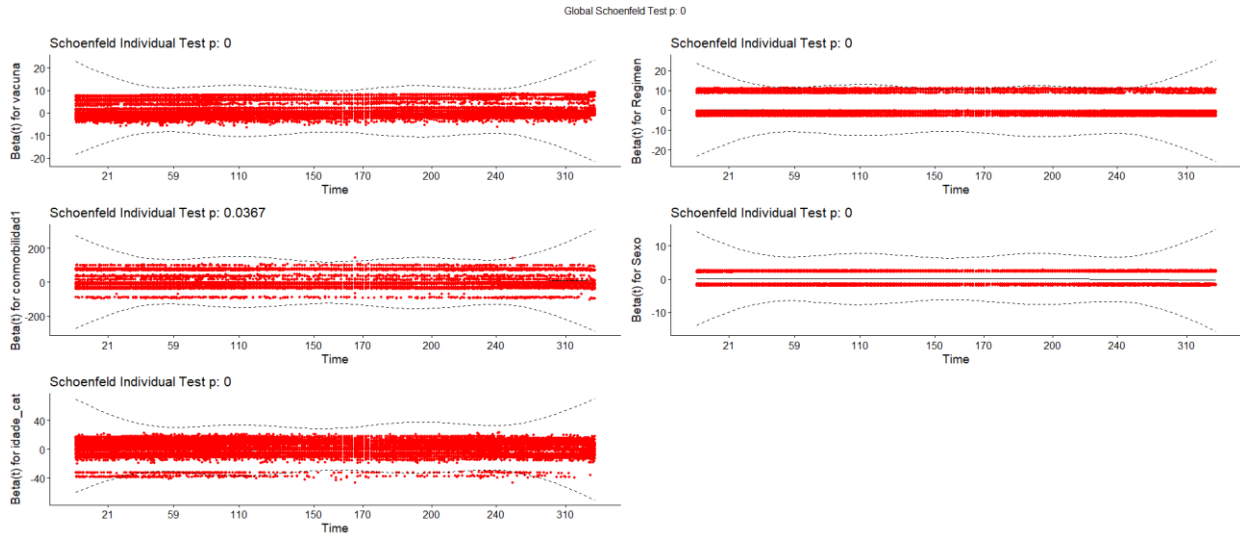 Global Schoenfeld Test p: 0
Schoenfeld Individual Test p: 0
Beta(t) for vacuna
20
10
0
-10
-20
21 59 110 150 170 200 240 310
Time
Schoenfeld Individual Test p: 0
Beta(t) for Regimen
20
10
0
-10
-20
21 59 110 150 170 200 240 310
Time
Schoenfeld Individual Test p: 0.0367
Beta(t) for conmorbilidad1
200
0
-200
21 59 110 150 170 200 240 310
Time
Schoenfeld Individual Test p: 0
Beta(t) for Sexo
10
0
-10
21 59 110 150 170 200 240 310
Time
Schoenfeld Individual Test p: 0
Beta(t) for idade_cat
40
0
-40
21 59 110 150 170 200 240 310
Time